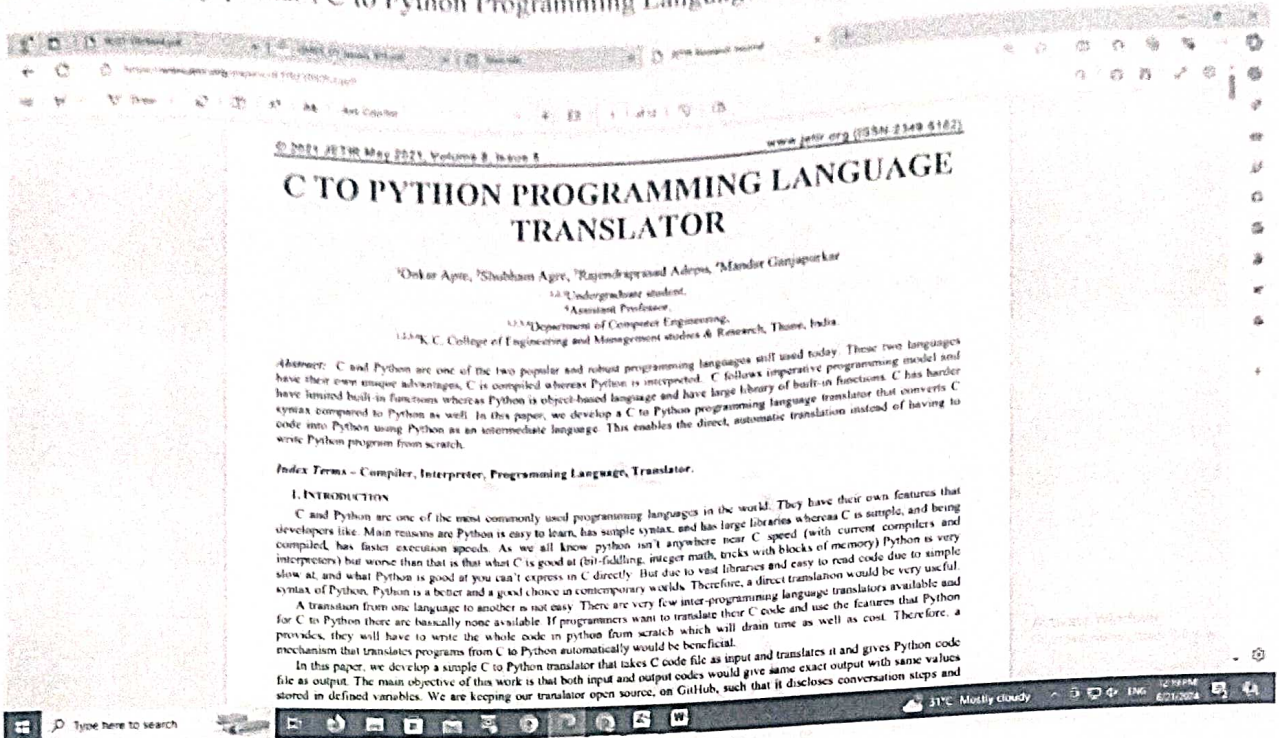 C to Python Programming
© 2021 JETIR May 2021, Volume 8, Issue 5
www.jetir.org (ISSN-2349-5162)
C TO PYTHON PROGRAMMING LANGUAGE
TRANSLATOR
Shubham Agre, Rajendraprasad Adepu, Mandar Ganjapurkar
Undergraduate student,
Assistant Professor,
Department of Computer Engineering,
K.C. College of Engineering and Management studies & Research, Thane, India.
Abstract: C and Python are one of the two popular and robust programming languages still used today. These two languages
have their own unique advantages, C is compiled whereas Python is interpreted. C follows imperative programming model and
have limited built-in functions whereas Python is object-based language and have large library of built-in functions. C has harder
syntax compared to Python as well. In this paper, we develop a C to Python programming language translator that converts C
code into Python using Python as an intermediate language. This enables the direct, automatic translation instead of having to
write Python program from scratch.
Index Terms – Compiler, Interpreter, Programming Language, Translator.
I. INTRODUCTION
C and Python are one of the most commonly used programming languages in the world. They have their own features that
developers like. Main reasons are Python is easy to learn, has simple syntax, and has large libraries whereas C is simple, and being
compiled, has faster execution speeds. As we all know python isn't anywhere near C speed (with current compilers and
interpreters) but worse than that is that what C is good at (bit-fiddling, integer math, tricks with blocks of memory) Python is very
slow at, and what Python is good at you can't express in C directly. But due to vast libraries and easy to read code due to simple
syntax of Python, Python is a better and a good choice in contemporary worlds. Therefore, a direct translation would be very useful.
A transition from one language to another is not easy. There are very few inter-programming language translators available and
for C to Python there are basically none available. If programmers want to translate their C code and use the features that Python
provides, they will have to write the whole code in python from scratch which will drain time as well as cost. Therefore, a
mechanism that translates programs from C to Python automatically would be beneficial.
In this paper, we develop a simple C to Python translator that takes C code file as input and translates it and gives Python code
file as output. The main objective of this work is that both input and output codes would give same exact output with same values
stored in defined variables. We are keeping our translator open source, on GitHub, such that it discloses conversation steps and
Type here to search
31°C Mostly cloudy
ENG
12:39 PM
6/21/2024